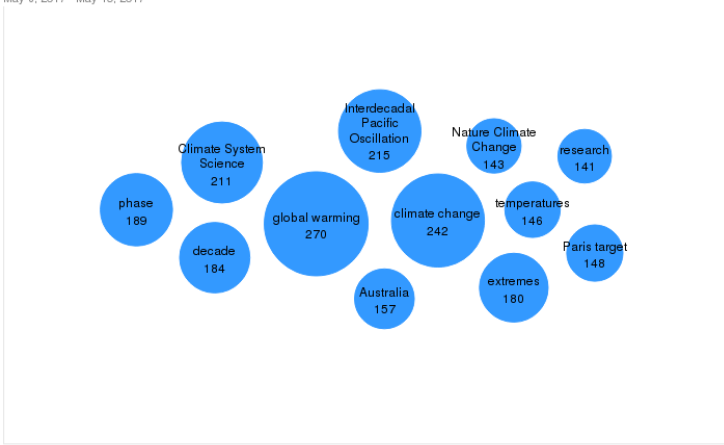 Interdecadal
Pacific
Oscillation
215
Nature Climate
Change
143
Climate System
Science
211
research
141
phase
189
global warming
270
climate change
242
temperatures
146
decade
184
Paris target
148
Australia
157
extremes
180